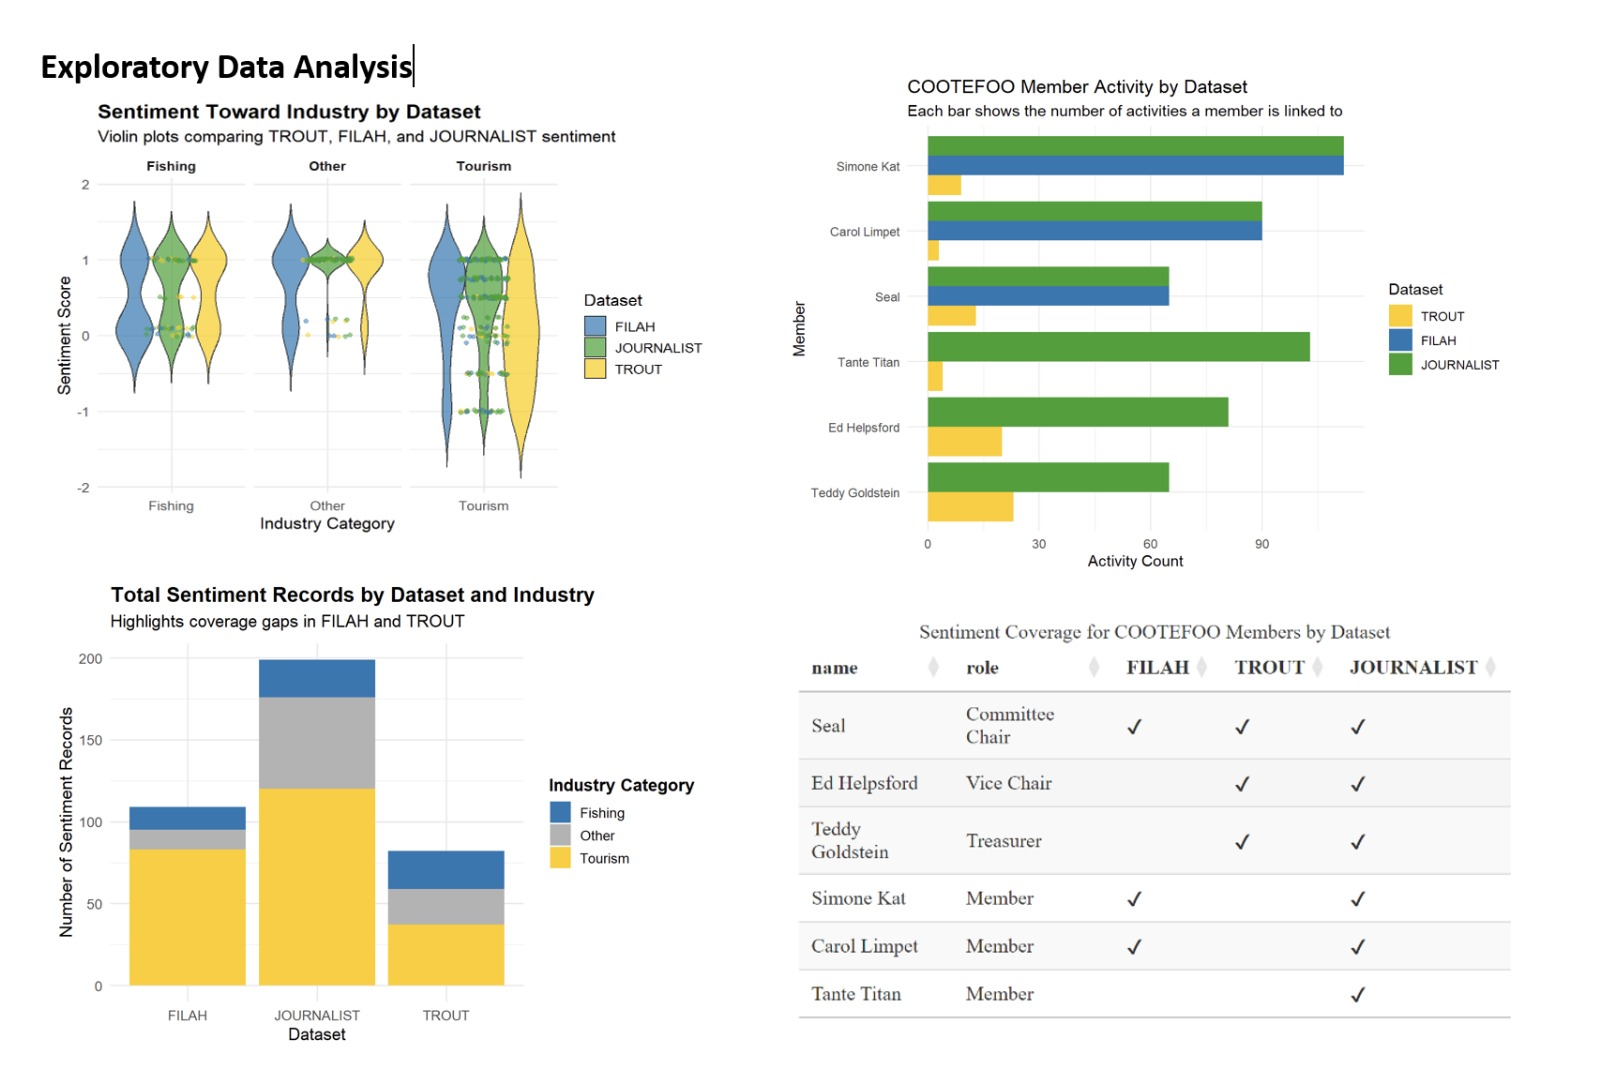 Exploratory Data Analysis
Sentiment Toward Industry by Dataset
Violin plots comparing TROUT, FILAH, and JOURNALIST sentiment
Fishing
Other
Tourism
2
1
0
-1
-2
Sentiment Score
Fishing
Other
Tourism
Industry Category
Dataset
FILAH
JOURNALIST
TROUT
COOTEFOO Member Activity by Dataset
Each bar shows the number of activities a member is linked to
Member
Simone Kat
Carol Limpet
Seal
Tante Titan
Ed Helpsford
Teddy Goldstein
0
30
60
90
Activity Count
Dataset
TROUT
FILAH
JOURNALIST
Total Sentiment Records by Dataset and Industry
Highlights coverage gaps in FILAH and TROUT
200
150
100
50
0
Number of Sentiment Records
FILAH
JOURNALIST
TROUT
Dataset
Industry Category
Fishing
Other
Tourism
Sentiment Coverage for COOTEFOO Members by Dataset
name role FILAH TROUT JOURNALIST
Seal Committee Chair ✓ ✓ ✓
Ed Helpsford Vice Chair ✓ ✓
Teddy Goldstein Treasurer ✓ ✓
Simone Kat Member ✓ ✓
Carol Limpet Member ✓ ✓
Tante Titan Member ✓